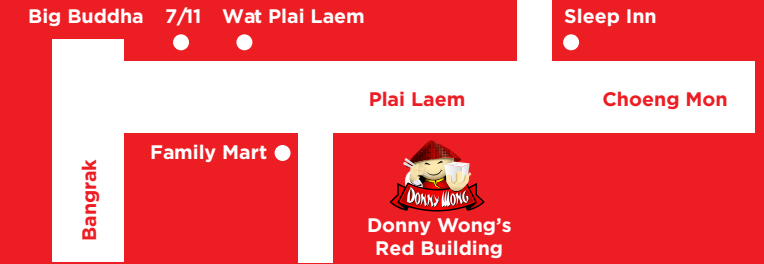 Big Buddha
7/11
Wat Plai Laem
Sleep Inn
Plai Laem
Choeng Mon
Bangrak
Family Mart
DONNY WONG
Donny Wong’s
Red Building